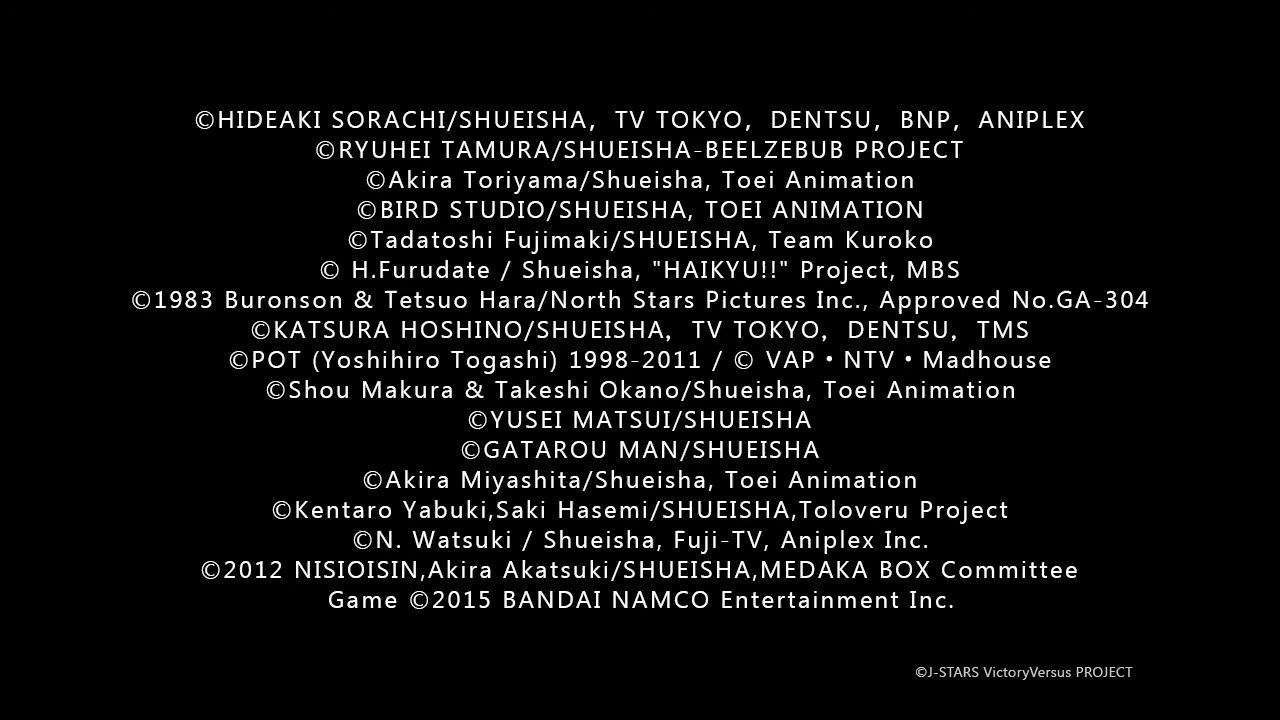 ©HIDEAKI SORACHI/SHUEISHA, TV TOKYO, DENTSU, BNP, ANIPLEX
©RYUHEI TAMURA/SHUEISHA-BEELZEBUB PROJECT
©Akira Toriyama/Shueisha, Toei Animation
©BIRD STUDIO/SHUEISHA, TOEI ANIMATION
©Tadatoshi Fujimaki/SHUEISHA, Team Kuroko
© H.Furudate / Shueisha, "HAIKYU!!" Project, MBS
©1983 Buronson & Tetsuo Hara/North Stars Pictures Inc., Approved No.GA-304
©KATSURA HOSHINO/SHUEISHA, TV TOKYO, DENTSU, TMS
©POT (Yoshihiro Togashi) 1998-2011 / © VAP・NTV・Madhouse
©Shou Makura & Takeshi Okano/Shueisha, Toei Animation
©YUSEI MATSUI/SHUEISHA
©GATAROU MAN/SHUEISHA
©Akira Miyashita/Shueisha, Toei Animation
©Kentaro Yabuki,Saki Hasemi/SHUEISHA,Toloveru Project
©N. Watsuki / Shueisha, Fuji-TV, Aniplex Inc.
©2012 NISIOISIN,Akira Akatsuki/SHUEISHA,MEDAKA BOX Committee
Game ©2015 BANDAI NAMCO Entertainment Inc.
©J-STARS VictoryVersus PROJECT